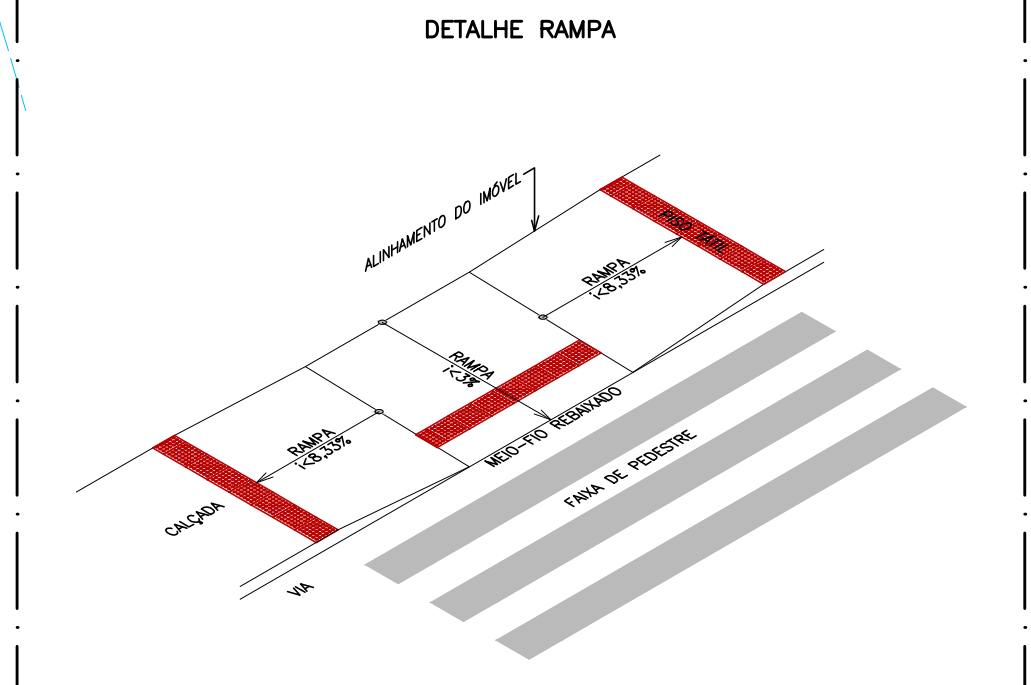 DETALHE RAMPA
ALINHAMENTO DO IMÓVEL
PISO TÁTIL
RAMPA
i<8,33%
RAMPA
i<3%
RAMPA
i<8,33%
MEIO-FIO REBAIXADO
FAIXA DE PEDESTRE
CALÇADA
VIA